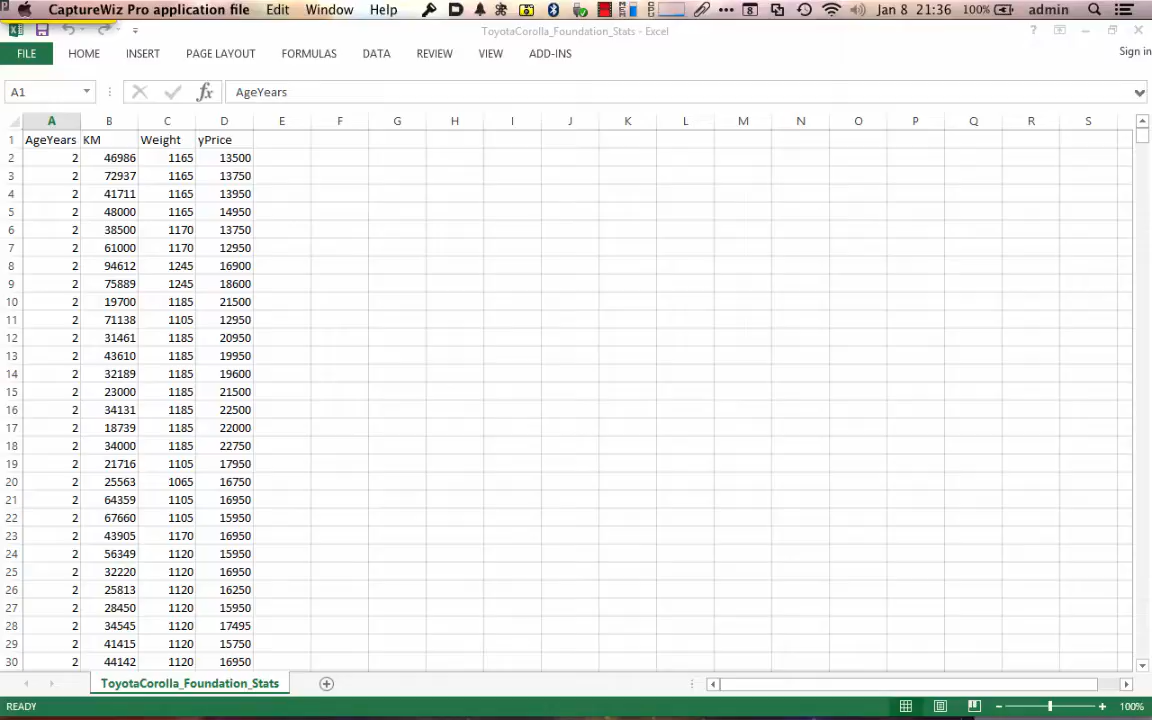 CaptureWiz Pro application file Edit Window Help 8 Jan 8 21:36 100% admin
ToyotaCorolla_Foundation_Stats - Excel ?
FILE HOME INSERT PAGE LAYOUT FORMULAS DATA REVIEW VIEW ADD-INS Sign in
A1 fx AgeYears
A B C D E F G H I J K L M N O P Q R S
1 AgeYears KM Weight yPrice
2 2 46986 1165 13500
3 2 72937 1165 13750
4 2 41711 1165 13950
5 2 48000 1165 14950
6 2 38500 1170 13750
7 2 61000 1170 12950
8 2 94612 1245 16900
9 2 75889 1245 18600
10 2 19700 1185 21500
11 2 71138 1105 12950
12 2 31461 1185 20950
13 2 43610 1185 19950
14 2 32189 1185 19600
15 2 23000 1185 21500
16 2 34131 1185 22500
17 2 18739 1185 22000
18 2 34000 1185 22750
19 2 21716 1105 17950
20 2 25563 1065 16750
21 2 64359 1105 16950
22 2 67660 1105 15950
23 2 43905 1170 16950
24 2 56349 1120 15950
25 2 32220 1120 16950
26 2 25813 1120 16250
27 2 28450 1120 15950
28 2 34545 1120 17495
29 2 41415 1120 15750
30 2 44142 1120 16950
ToyotaCorolla_Foundation_Stats
READY 100%